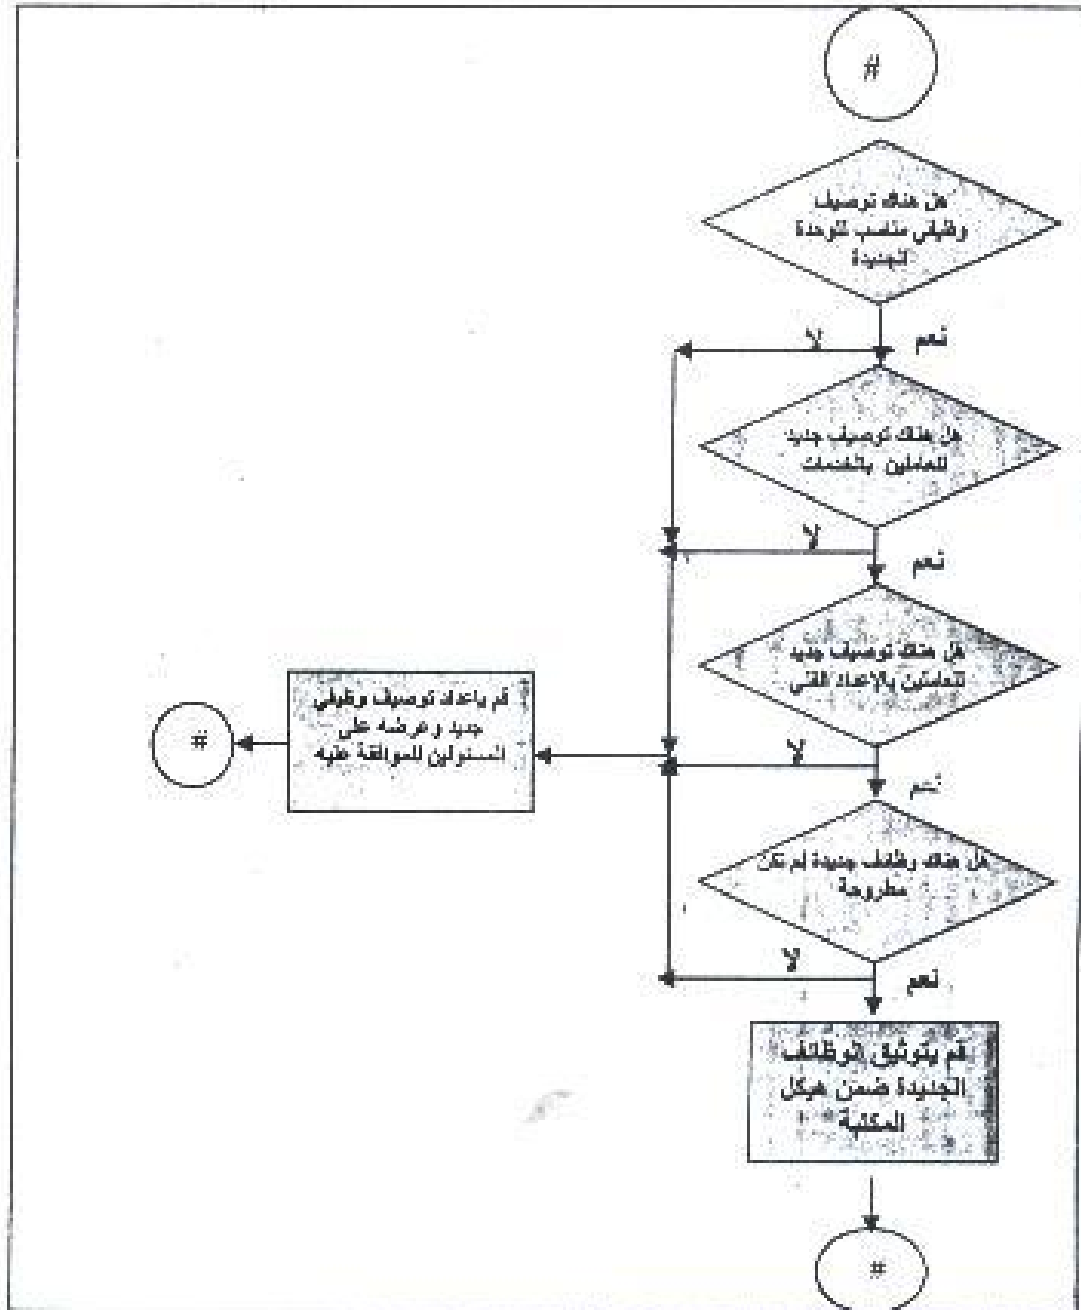 #
هل هناك توصيف
وظيفي مناسب للوحدة
الجديدة
نعم
لا
هل هناك توصيف جديد
للعاملين بالخدمات
لا
نعم
هل هناك توصيف جديد
للعاملين بالإعداد الفني
لا
نعم
قم بإعداد توصيف وظيفي
جديد وعرضه على
المسئولين للموافقة عليه
#
هل هناك وظائف جديدة لم تكن
مطروحة
لا
نعم
قم بتوثيق الوظائف
الجديدة ضمن هيكل
المكتبة
#